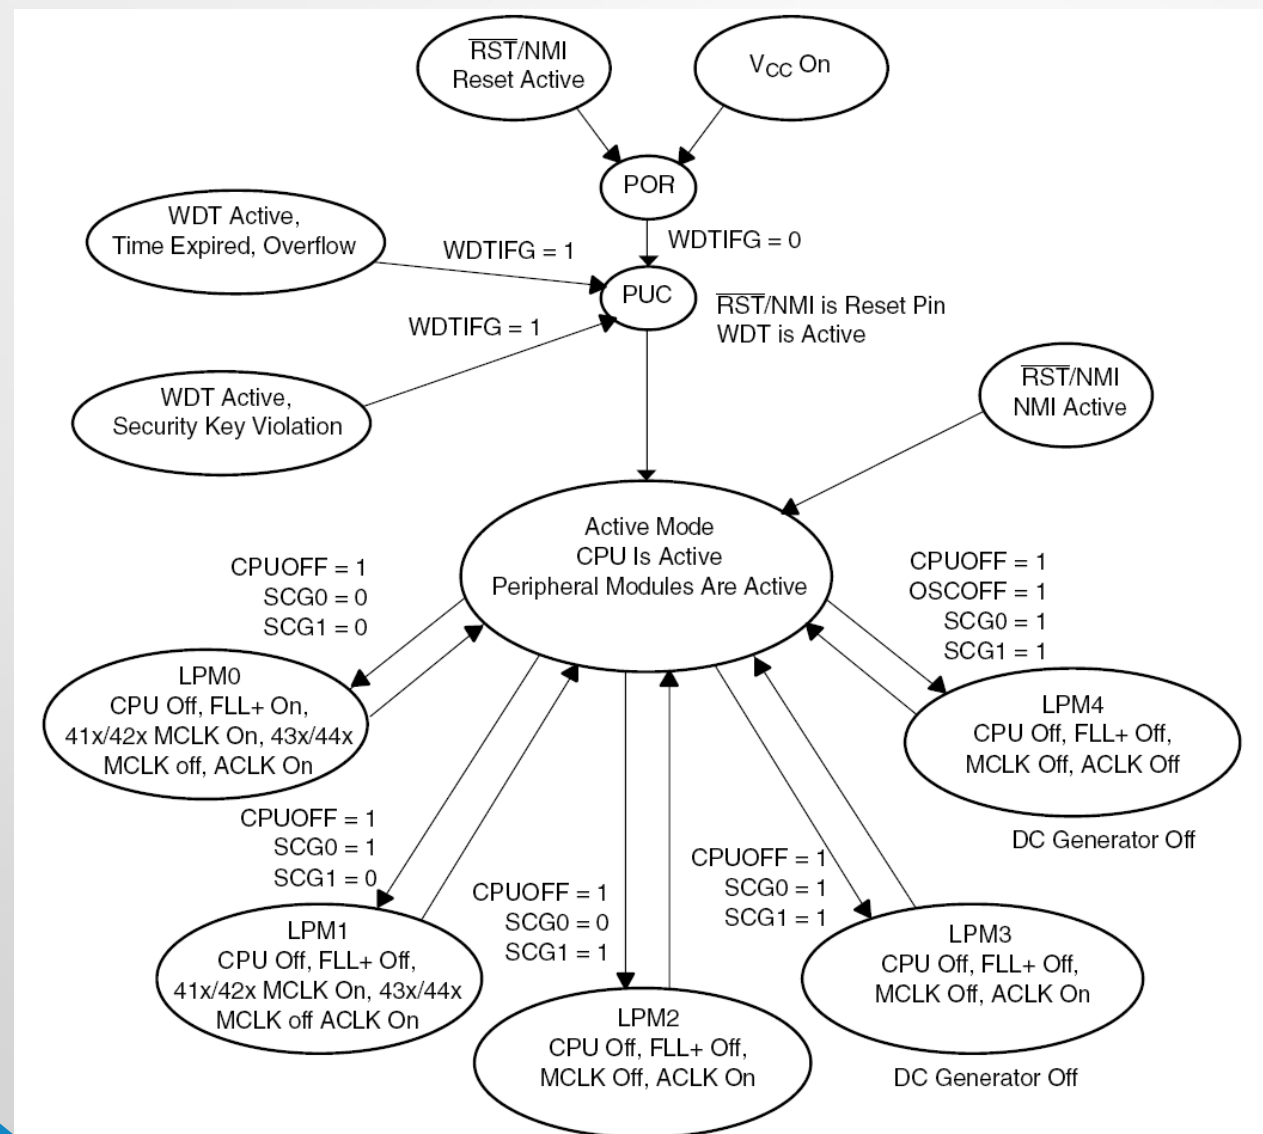 RST/NMI
Reset Active
VCC On
POR
WDT Active,
Time Expired, Overflow
WDTIFG = 1
WDTIFG = 0
PUC
RST/NMI is Reset Pin
WDT is Active
WDTIFG = 1
WDT Active,
Security Key Violation
RST/NMI
NMI Active
Active Mode
CPU Is Active
Peripheral Modules Are Active
CPUOFF = 1
SCG0 = 0
SCG1 = 0
CPUOFF = 1
OSCOFF = 1
SCG0 = 1
SCG1 = 1
LPM0
CPU Off, FLL+ On,
41x/42x MCLK On, 43x/44x
MCLK off, ACLK On
LPM4
CPU Off, FLL+ Off,
MCLK Off, ACLK Off
DC Generator Off
CPUOFF = 1
SCG0 = 1
SCG1 = 0
CPUOFF = 1
SCG0 = 0
SCG1 = 1
CPUOFF = 1
SCG0 = 1
SCG1 = 1
LPM1
CPU Off, FLL+ Off,
41x/42x MCLK On, 43x/44x
MCLK off ACLK On
LPM2
CPU Off, FLL+ Off,
MCLK Off, ACLK On
LPM3
CPU Off, FLL+ Off,
MCLK Off, ACLK On
DC Generator Off